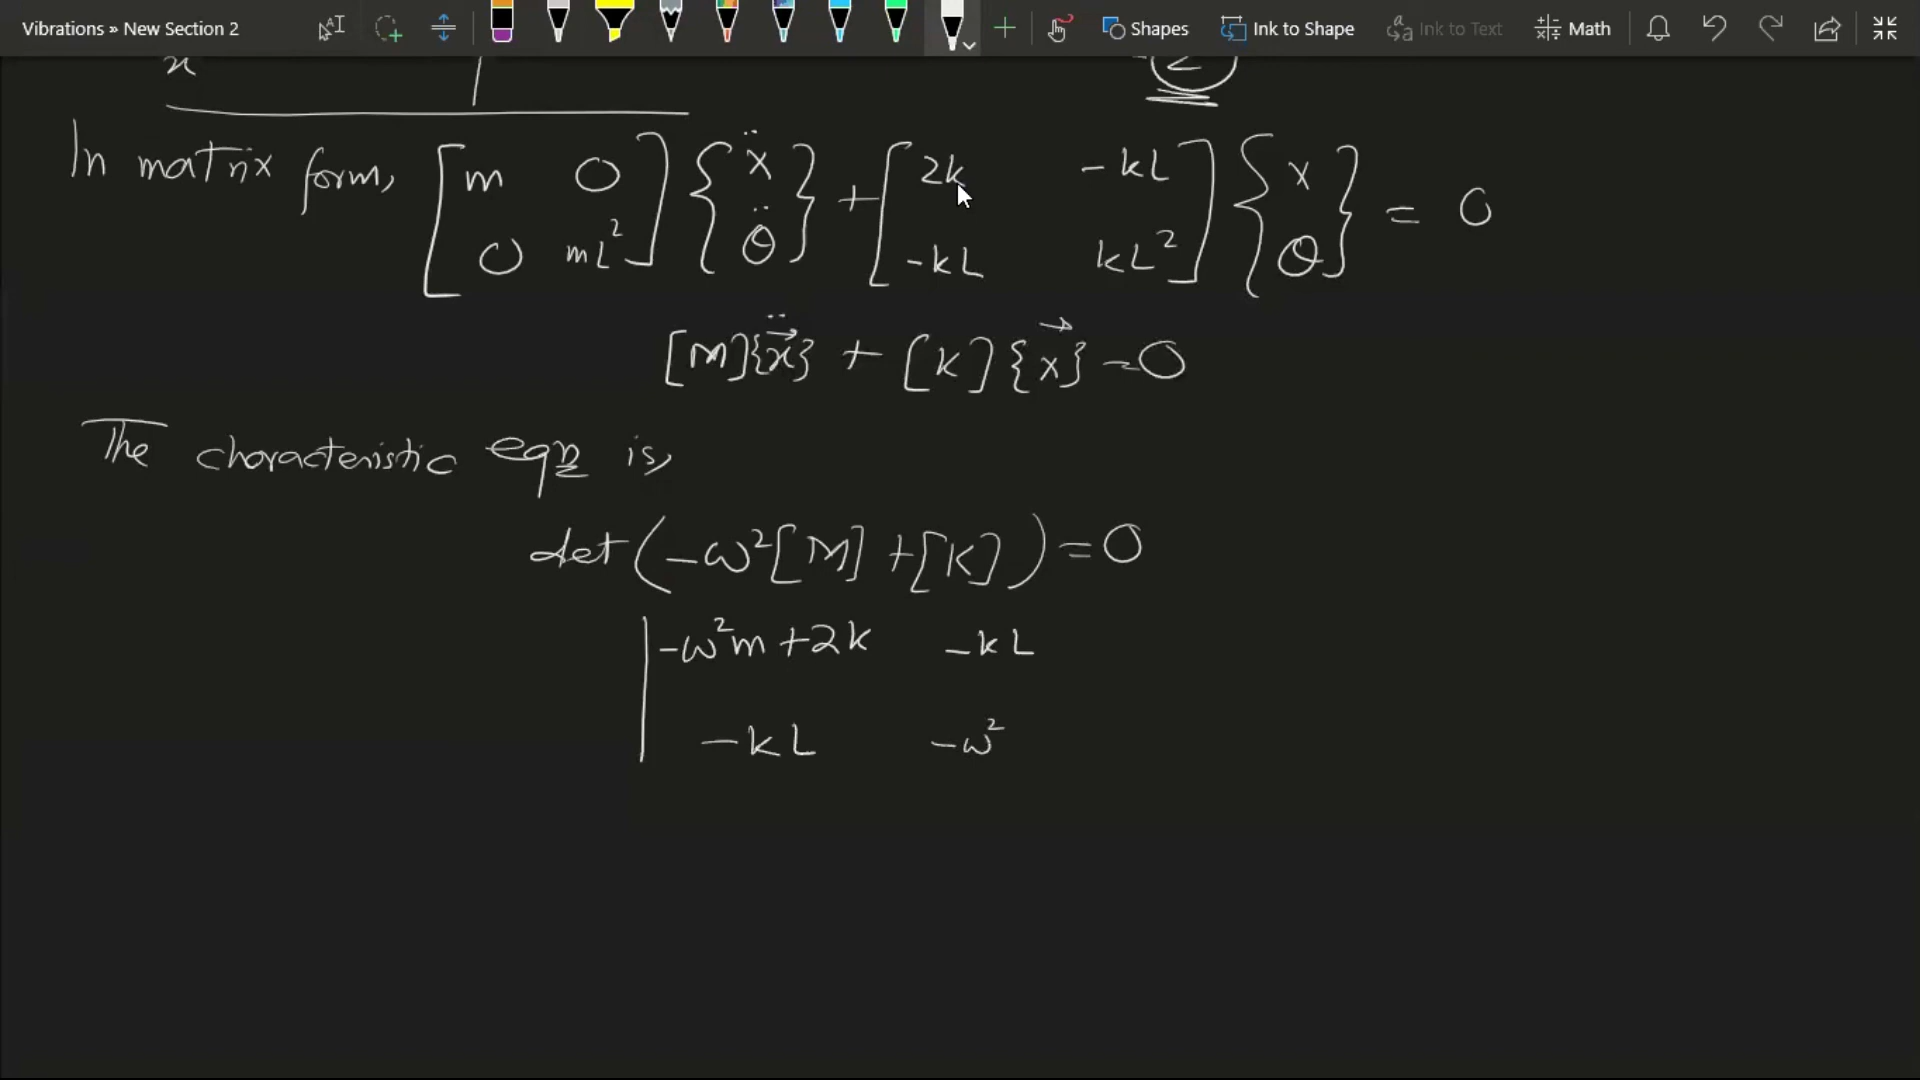 Vibrations » New Section 2 Shapes Ink to Shape Ink to Text Math
x
2
In matrix form, [m 0; 0 mL²] {ẍ; θ̈} + [2k -kL; -kL kL²] {x; θ} = 0
[M]{ẍ⃗} + [K]{x⃗} = 0
The characteristic eqn is,
det(-ω²[M] + [K]) = 0
|-ω²m + 2k -kL
-kL -ω²